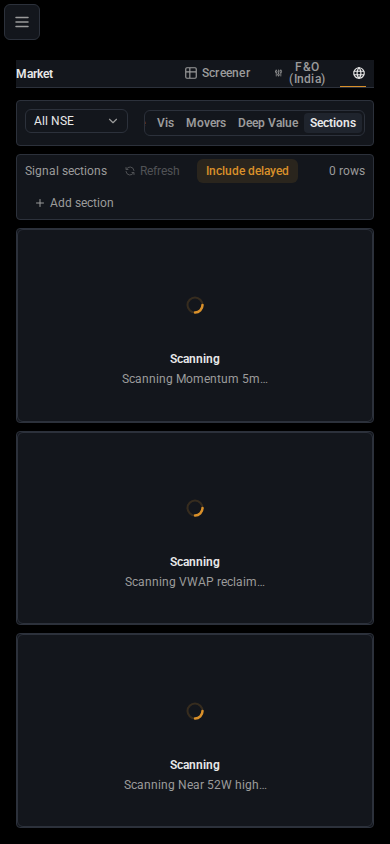 Market
Screener
F&O
(India)
All NSE
Vis Movers Deep Value Sections
Signal sections Refresh Include delayed 0 rows
Add section
Scanning
Scanning Momentum 5m...
Scanning
Scanning VWAP reclaim...
Scanning
Scanning Near 52W high...